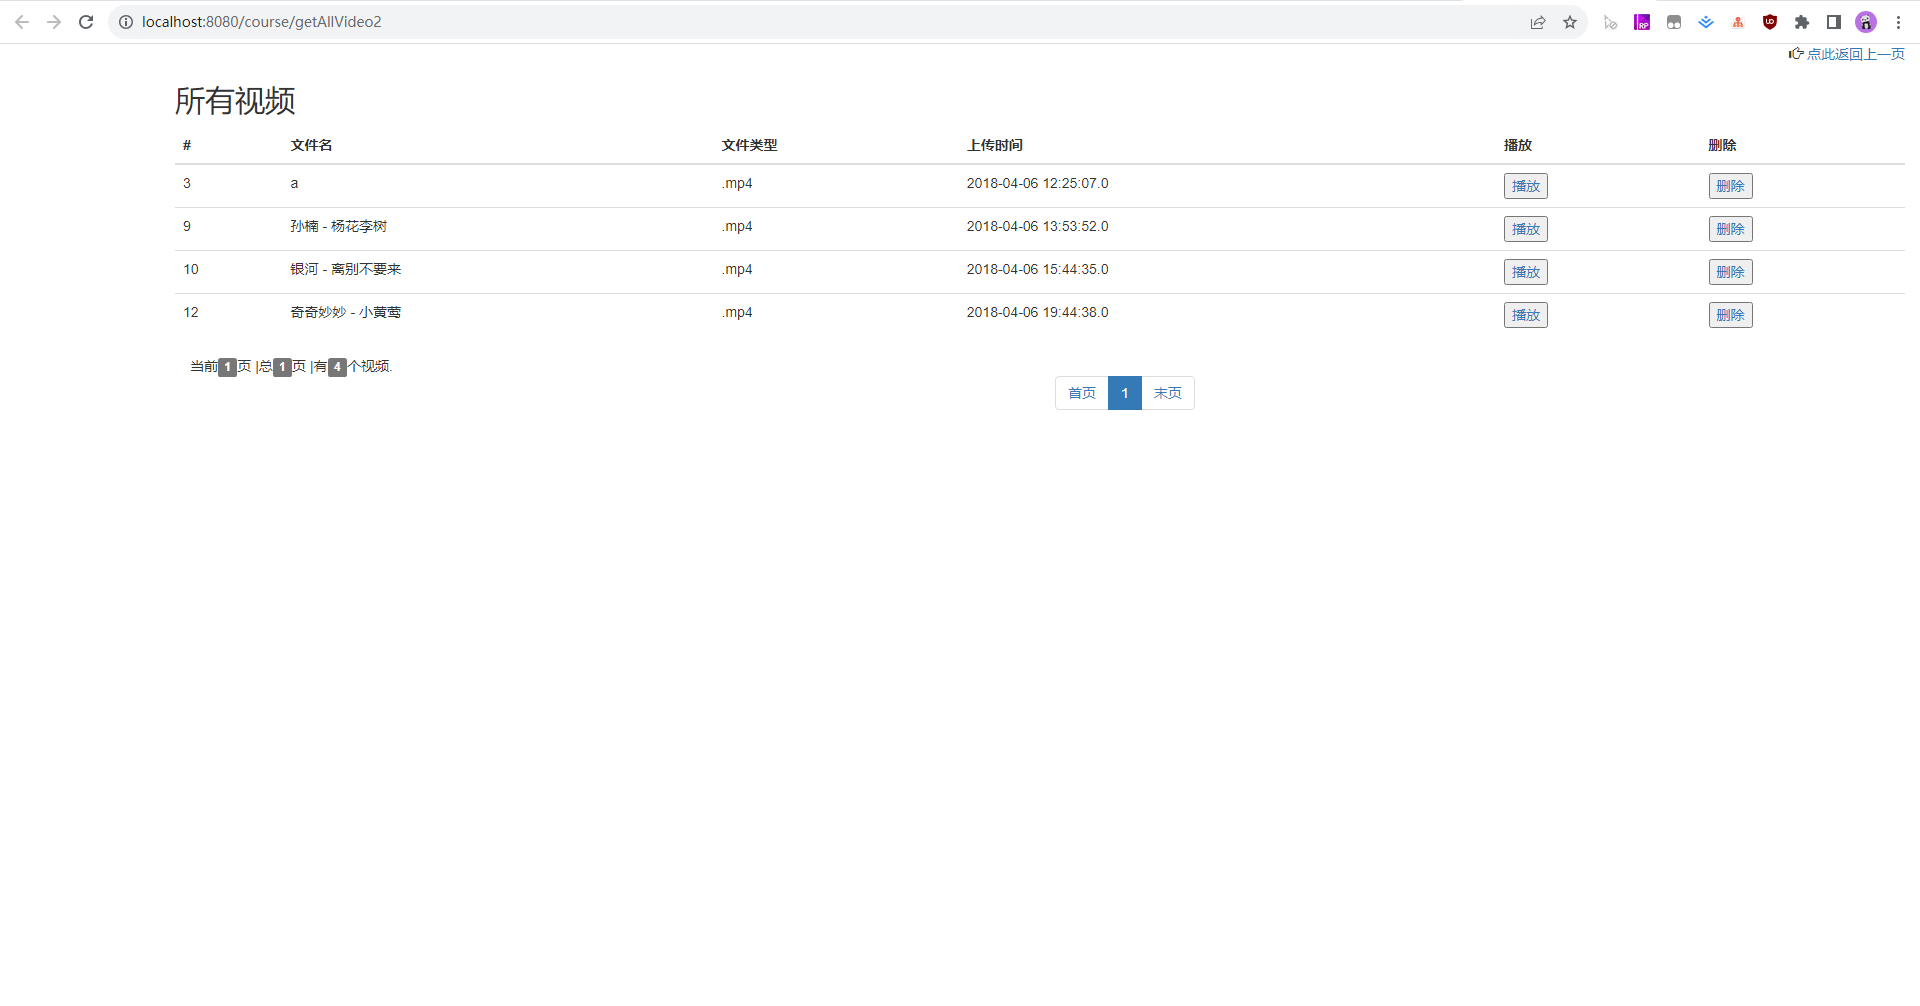 localhost:8080/course/getAllVideo2
点此返回上一页
所有视频
# 文件名 文件类型 上传时间 播放 删除
3 a .mp4 2018-04-06 12:25:07.0 播放 删除
9 孙楠 - 杨花李树 .mp4 2018-04-06 13:53:52.0 播放 删除
10 银河 - 离别不要来 .mp4 2018-04-06 15:44:35.0 播放 删除
12 奇奇妙妙 - 小黄莺 .mp4 2018-04-06 19:44:38.0 播放 删除
当前1页 |总1页 |有4个视频.
首页 1 末页